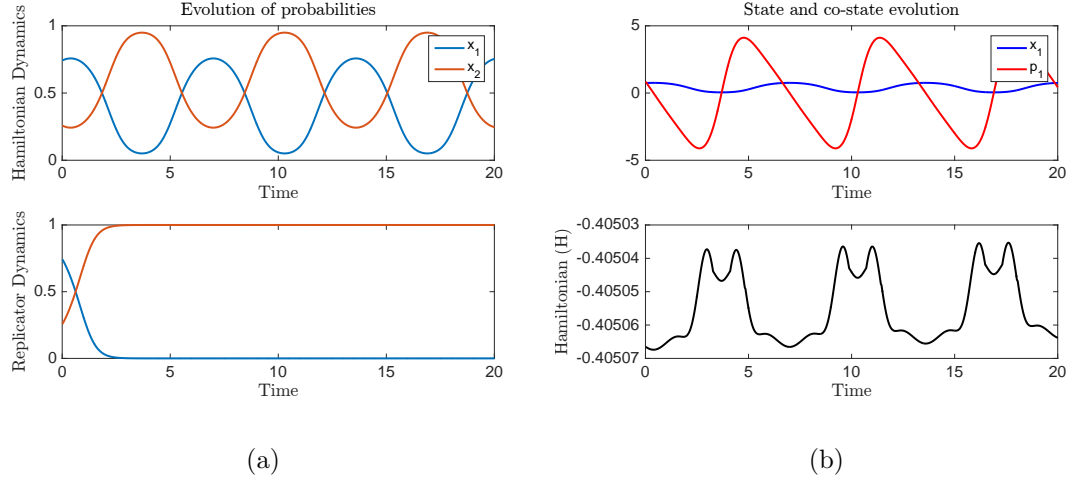 Evolution of probabilities
Hamiltonian Dynamics
1
0.5
0
x1
x2
0 5 10 15 20
Time
Replicator Dynamics
1
0.5
0
0 5 10 15 20
Time
(a)
State and co-state evolution
5
0
-5
x1
p1
0 5 10 15 20
Time
Hamiltonian (H)
-0.40503
-0.40504
-0.40505
-0.40506
-0.40507
0 5 10 15 20
Time
(b)